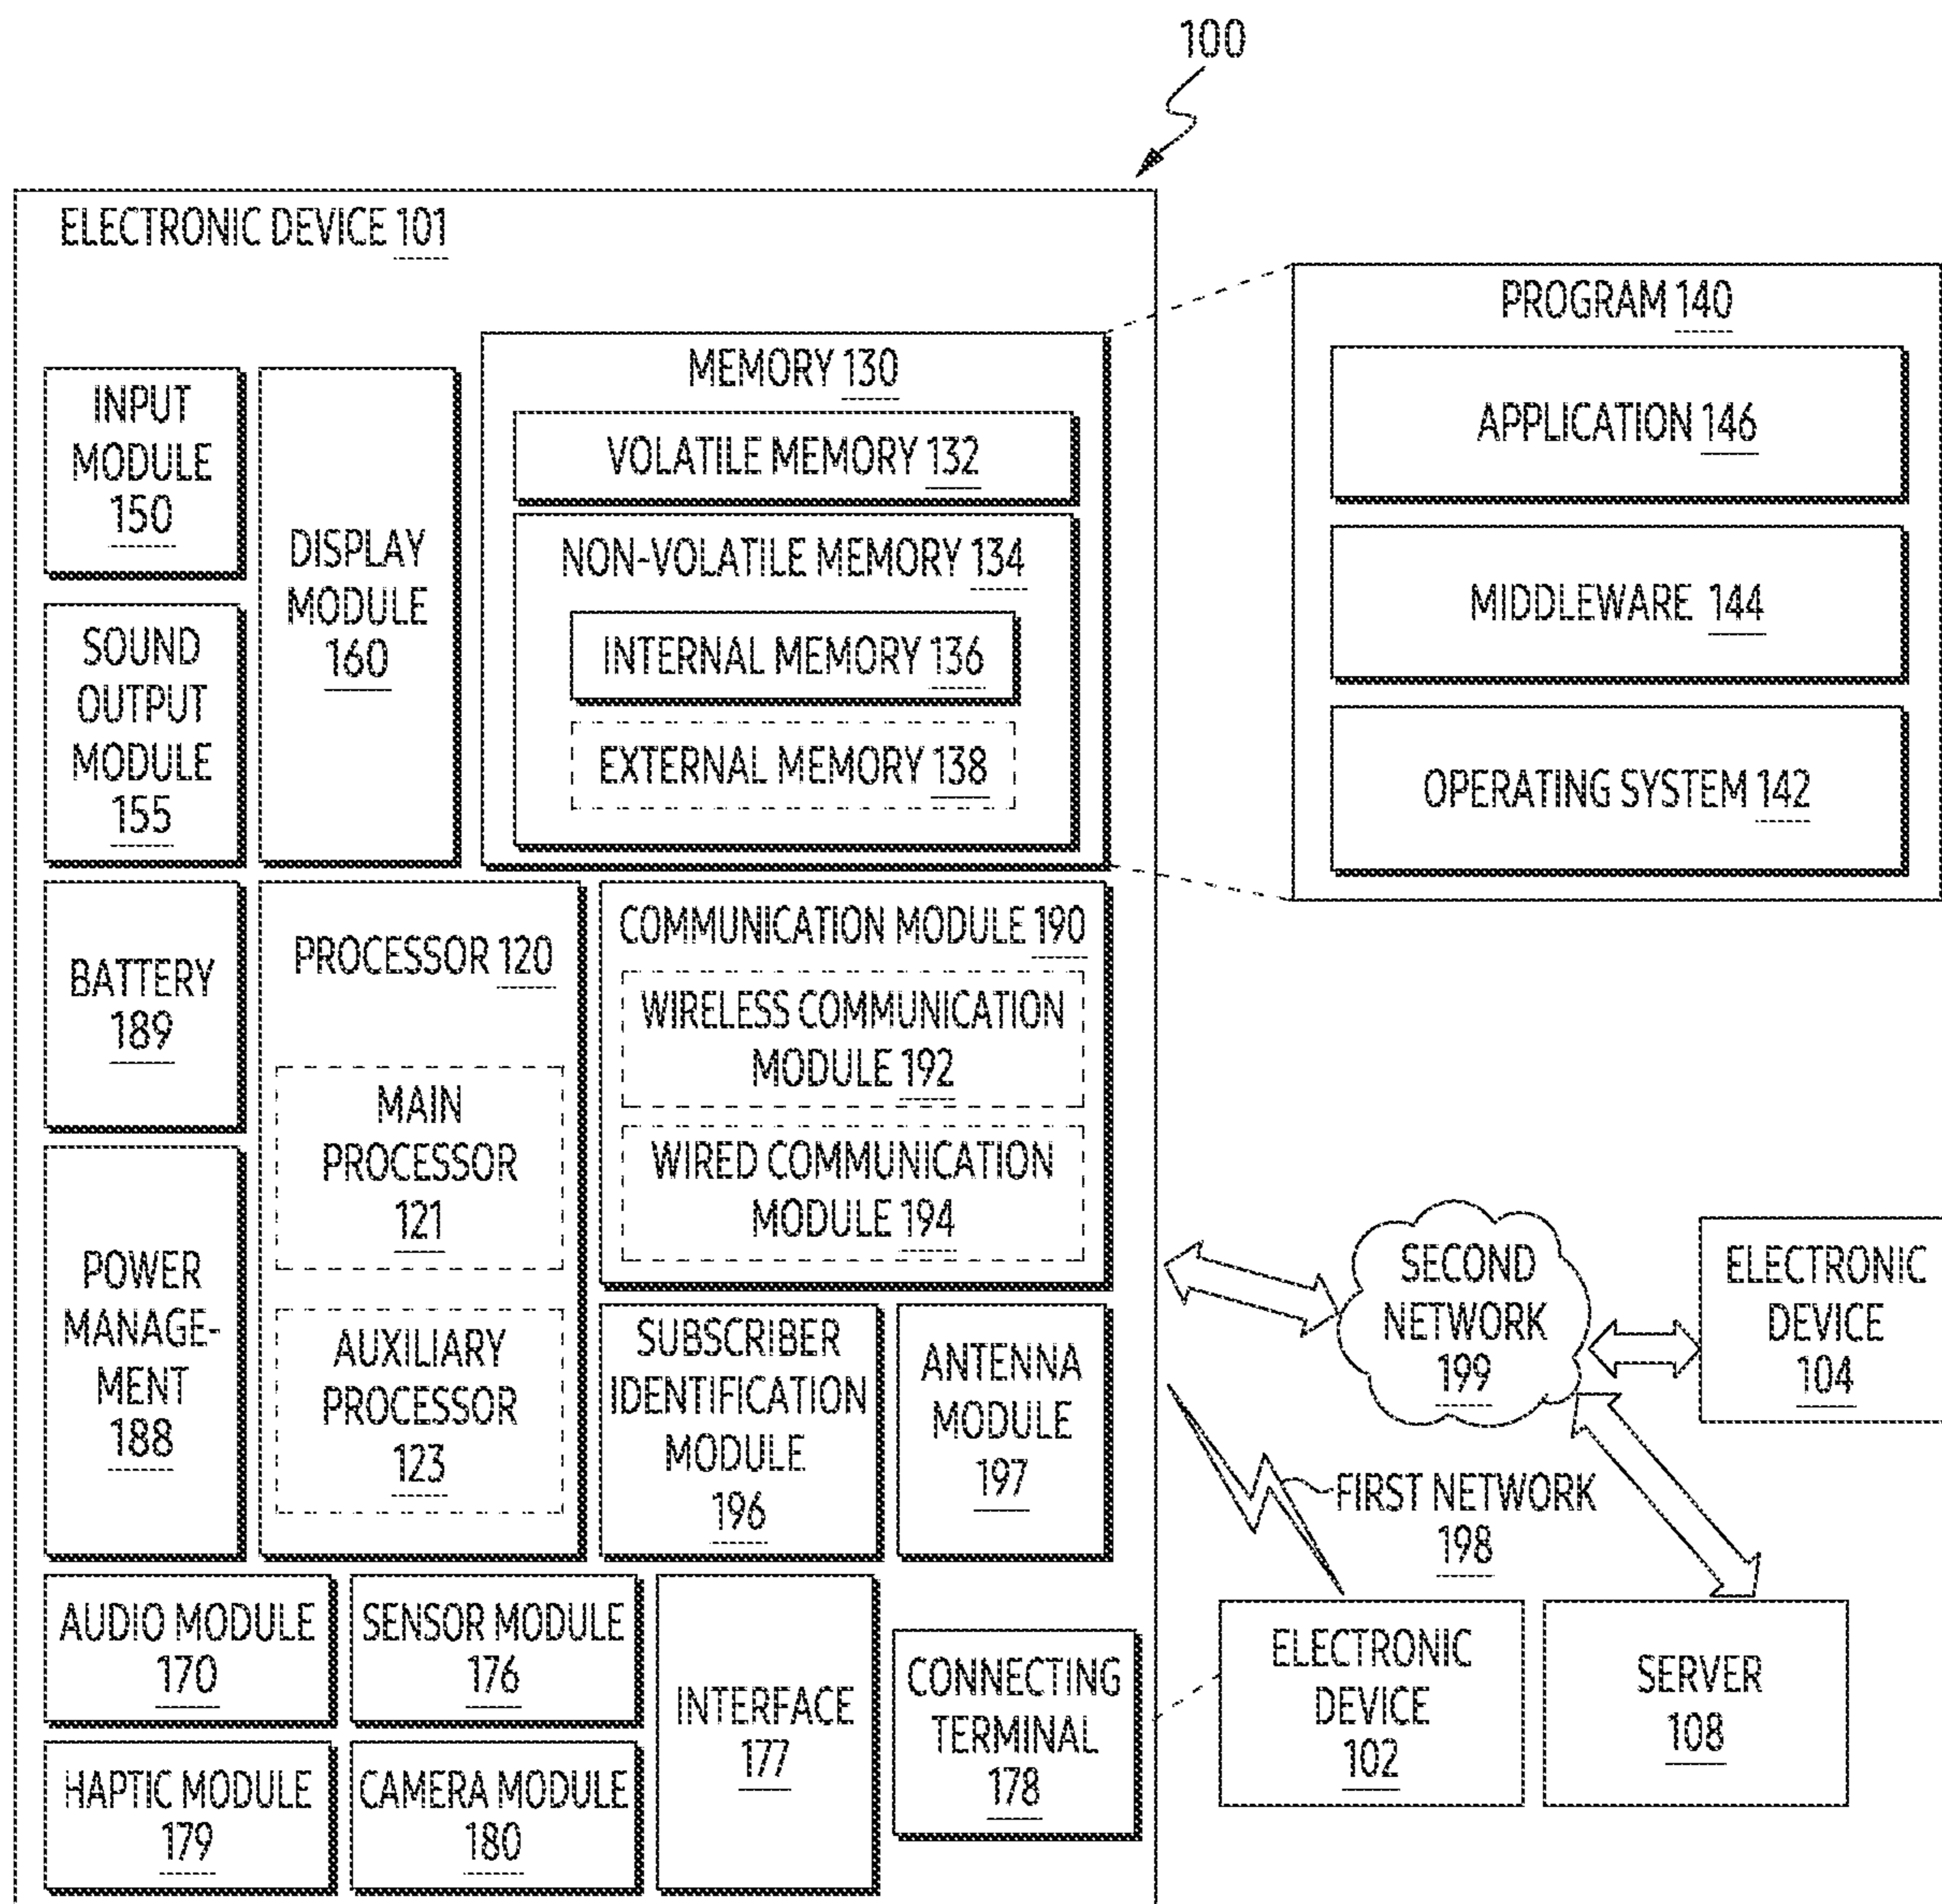 100
ELECTRONIC DEVICE 101
INPUT
MODULE
150
SOUND
OUTPUT
MODULE
155
DISPLAY
MODULE
160
MEMORY 130
VOLATILE MEMORY 132
NON-VOLATILE MEMORY 134
INTERNAL MEMORY 136
EXTERNAL MEMORY 138
PROGRAM 140
APPLICATION 146
MIDDLEWARE 144
OPERATING SYSTEM 142
BATTERY
189
POWER
MANAGE-
MENT
188
PROCESSOR 120
MAIN
PROCESSOR
121
AUXILIARY
PROCESSOR
123
COMMUNICATION MODULE 190
WIRELESS COMMUNICATION
MODULE 192
WIRED COMMUNICATION
MODULE 194
SUBSCRIBER
IDENTIFICATION
MODULE
196
ANTENNA
MODULE
197
SECOND
NETWORK
199
ELECTRONIC
DEVICE
104
FIRST NETWORK
198
AUDIO MODULE
170
SENSOR MODULE
176
INTERFACE
177
CONNECTING
TERMINAL
178
HAPTIC MODULE
179
CAMERA MODULE
180
ELECTRONIC
DEVICE
102
SERVER
108